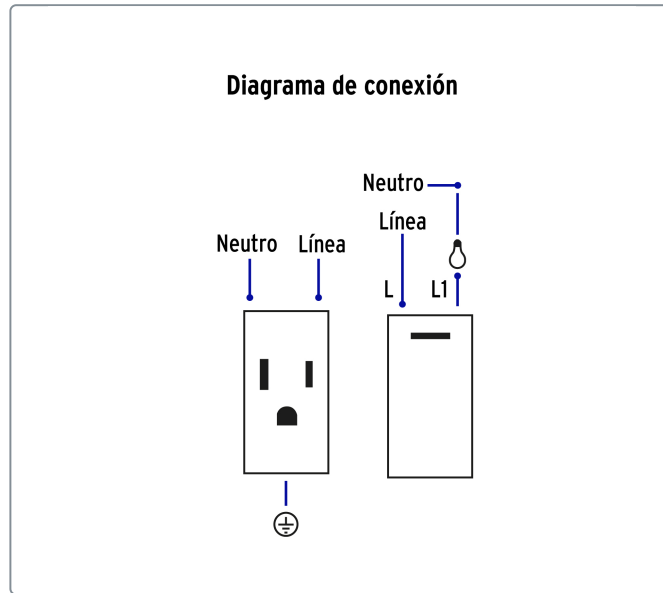 Diagrama de conexión
Neutro
Línea
Neutro Línea
L L1